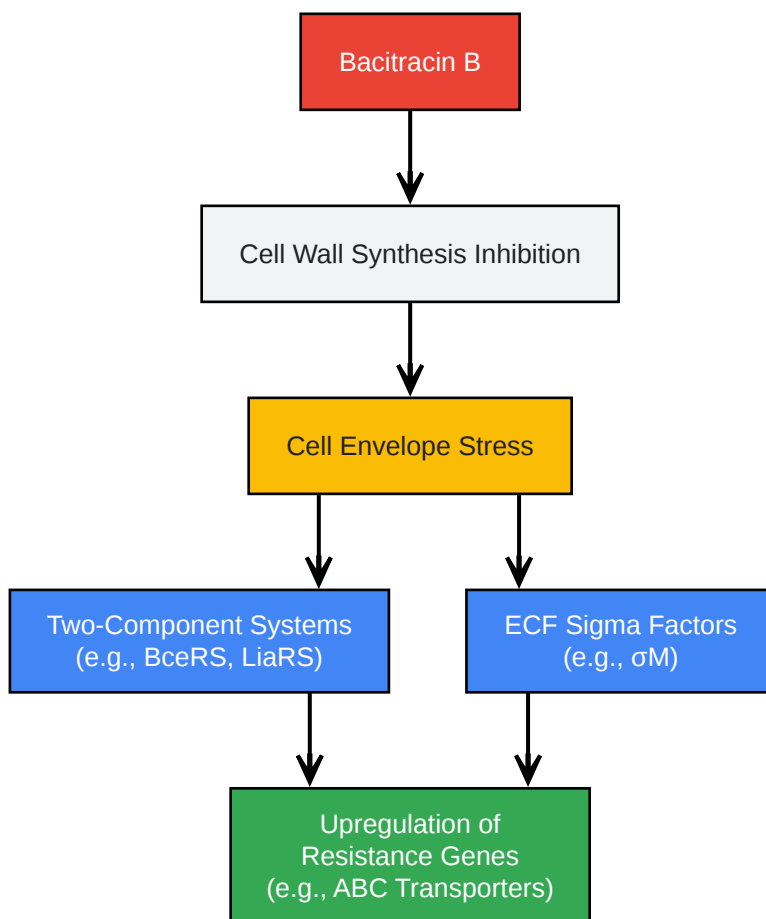 Bacitracin B
Cell Wall Synthesis Inhibition
Cell Envelope Stress
Two-Component Systems
(e.g., BceRS, LiaRS)
ECF Sigma Factors
(e.g., σM)
Upregulation of
Resistance Genes
(e.g., ABC Transporters)